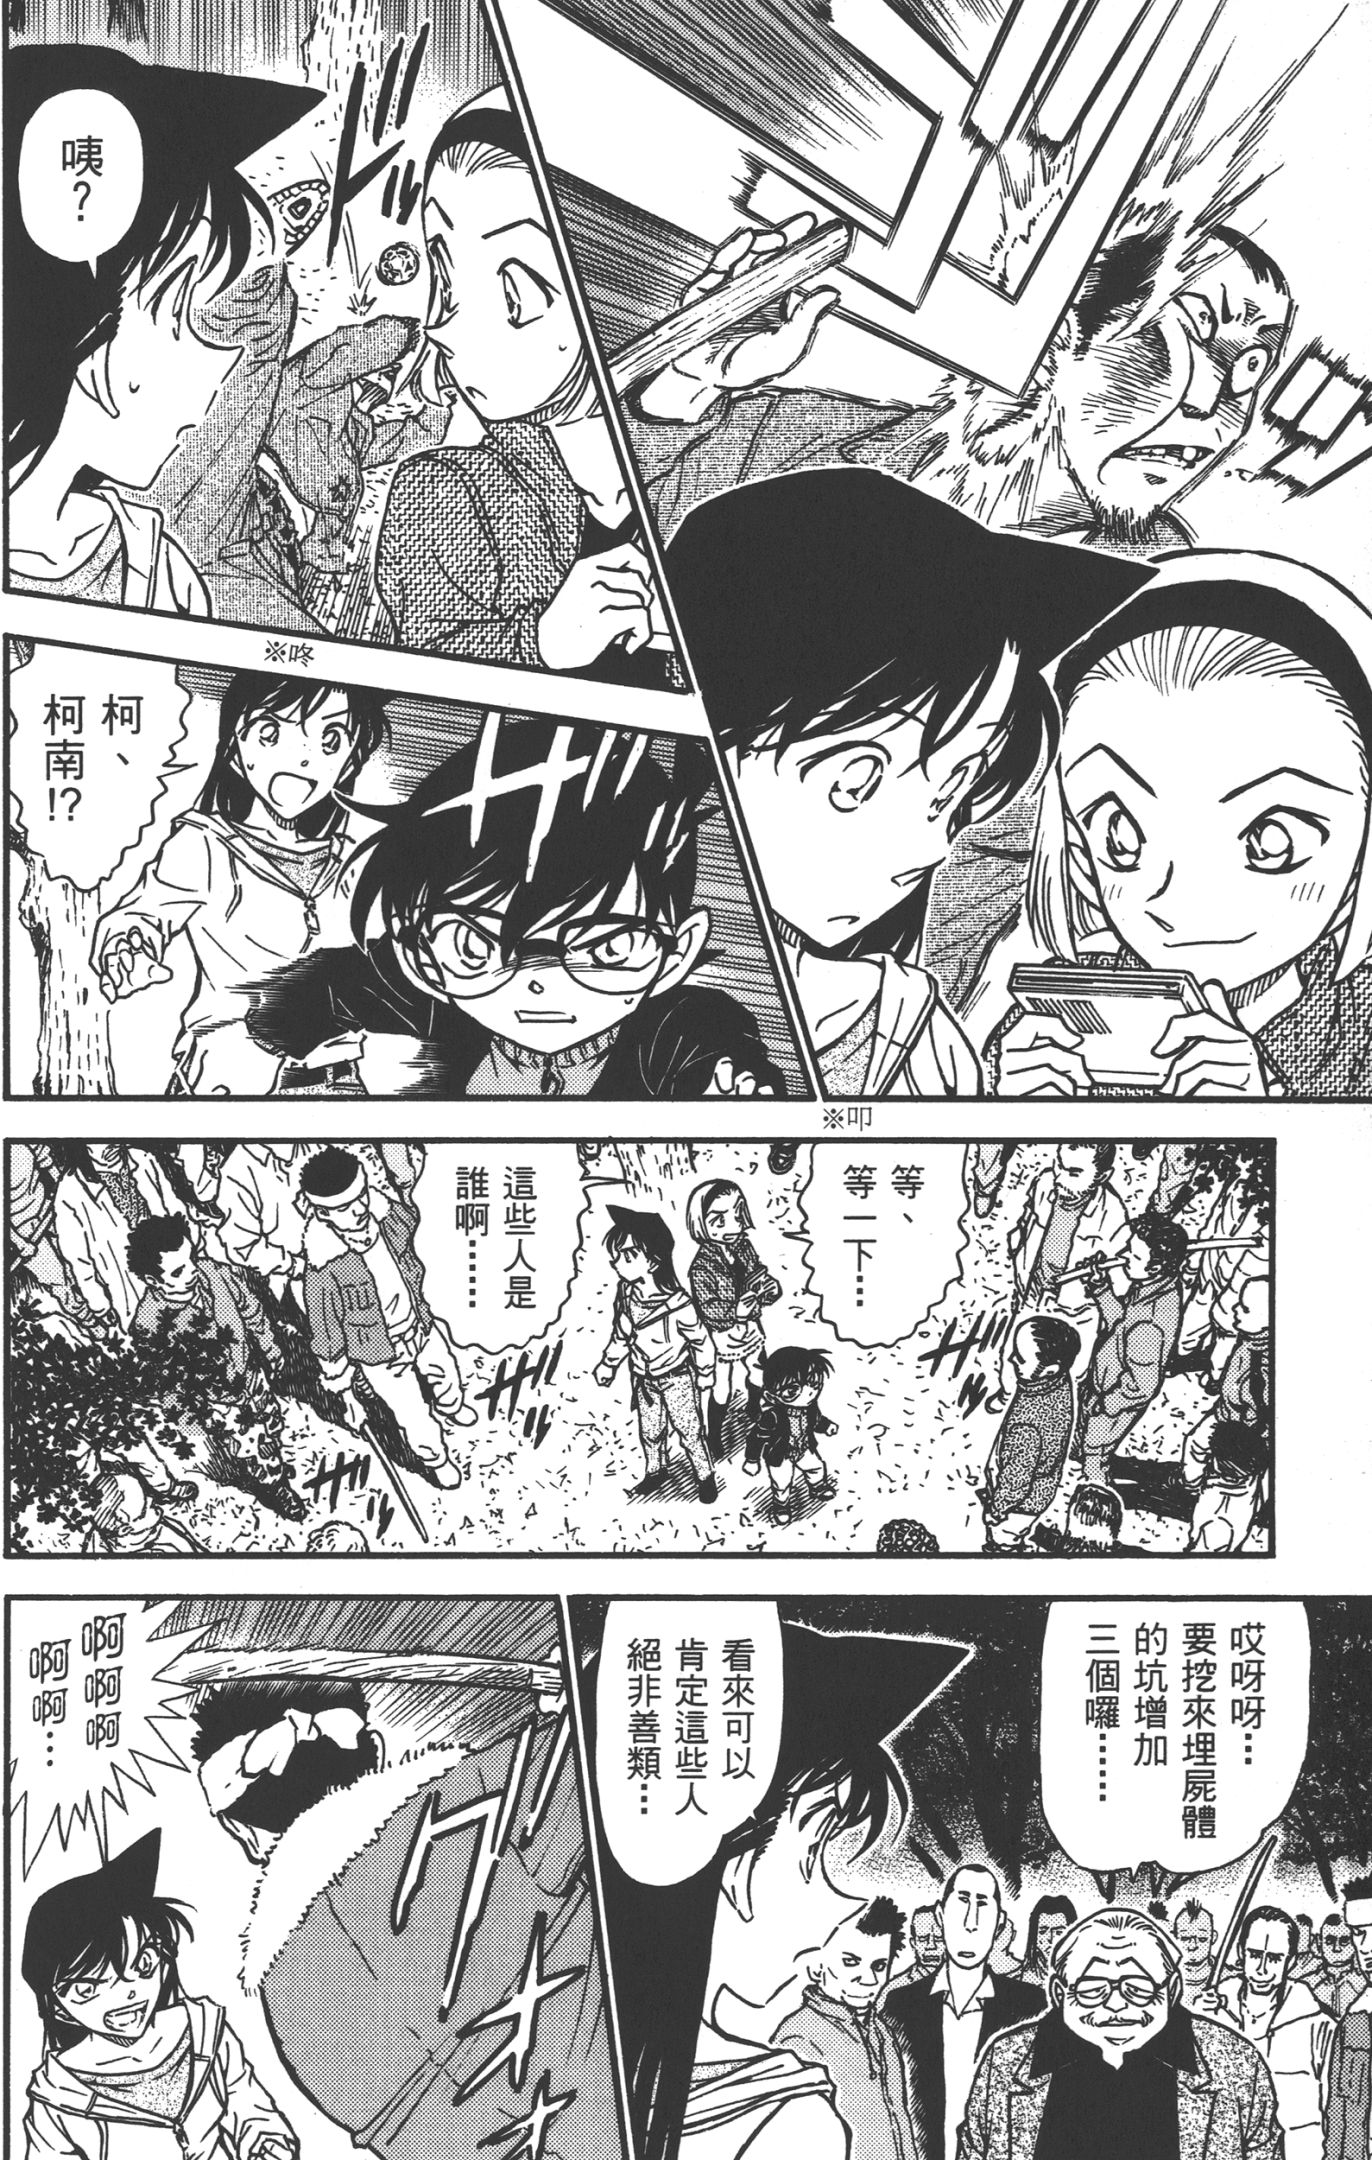 ※叩
咦?
※咚
柯、
柯南!?
等、
等一下…
這些人是
誰啊……
哎呀呀…
要挖來埋屍體
的坑增加
三個囉……
看來可以
肯定這些人
絕非善類…
啊啊啊
啊啊…